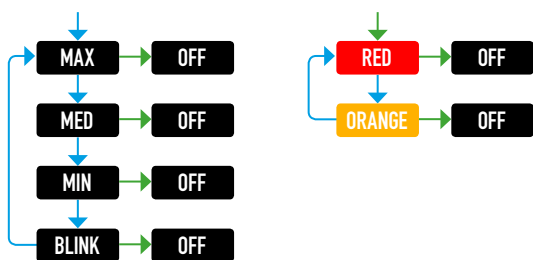 MAX OFF
MED OFF
MIN OFF
BLINK OFF
RED OFF
ORANGE OFF